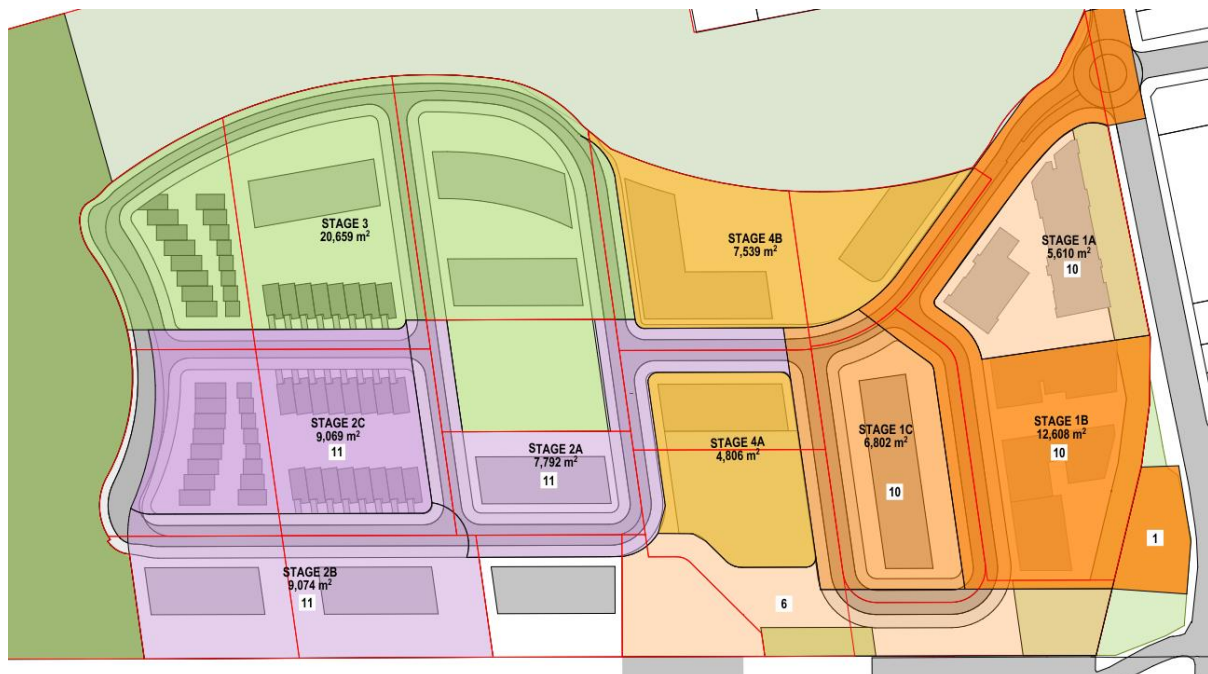 STAGE 3
20,659 m²
STAGE 4B
7,539 m²
STAGE 1A
5,610 m²
10
STAGE 2C
9,069 m²
11
STAGE 2A
7,792 m²
11
STAGE 4A
4,806 m²
STAGE 1C
6,802 m²
10
STAGE 1B
12,608 m²
10
1
STAGE 2B
9,074 m²
11
6